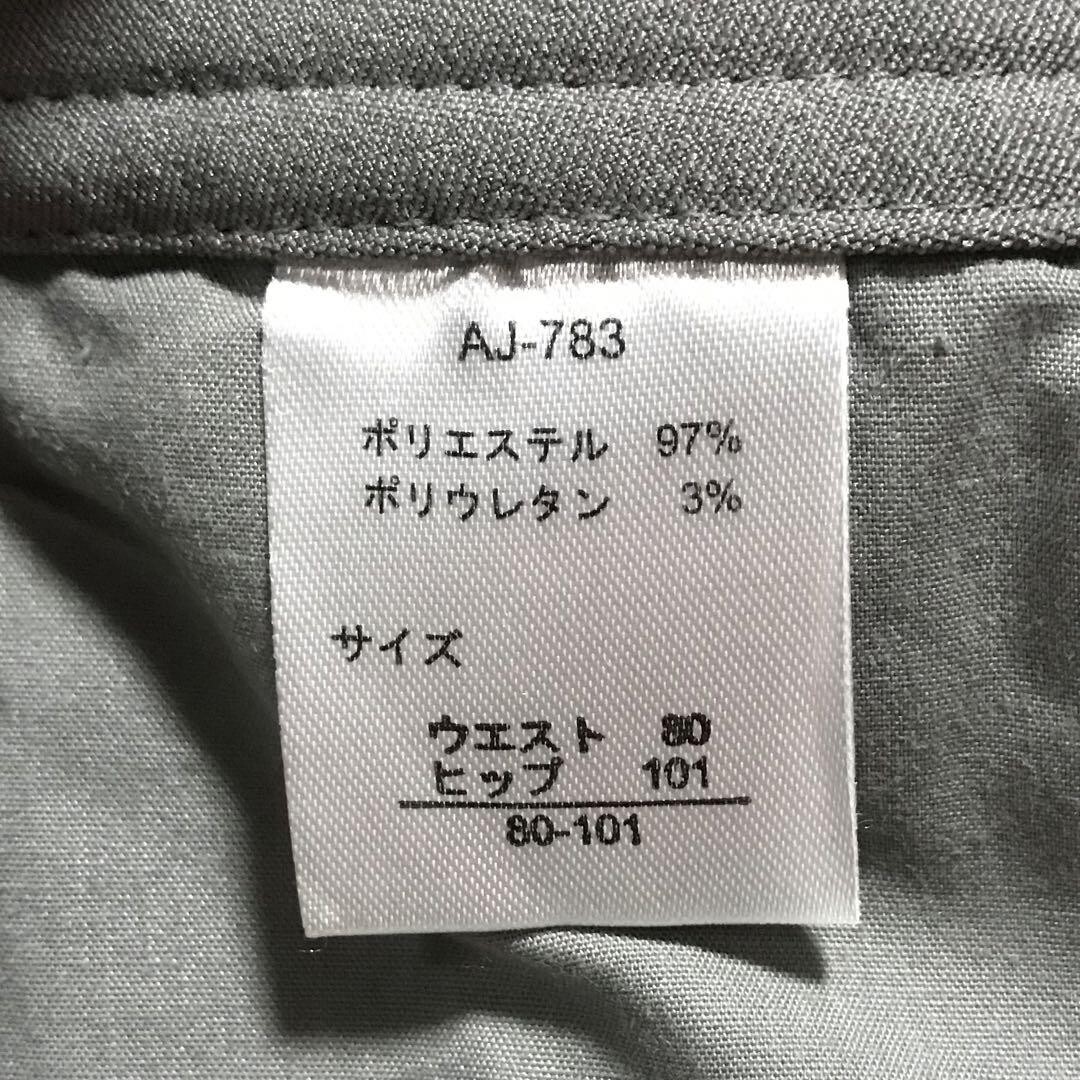 AJ-783
ポリエステル 97%
ポリウレタン 3%
サイズ
ウエスト 80
ヒップ 101
80-101